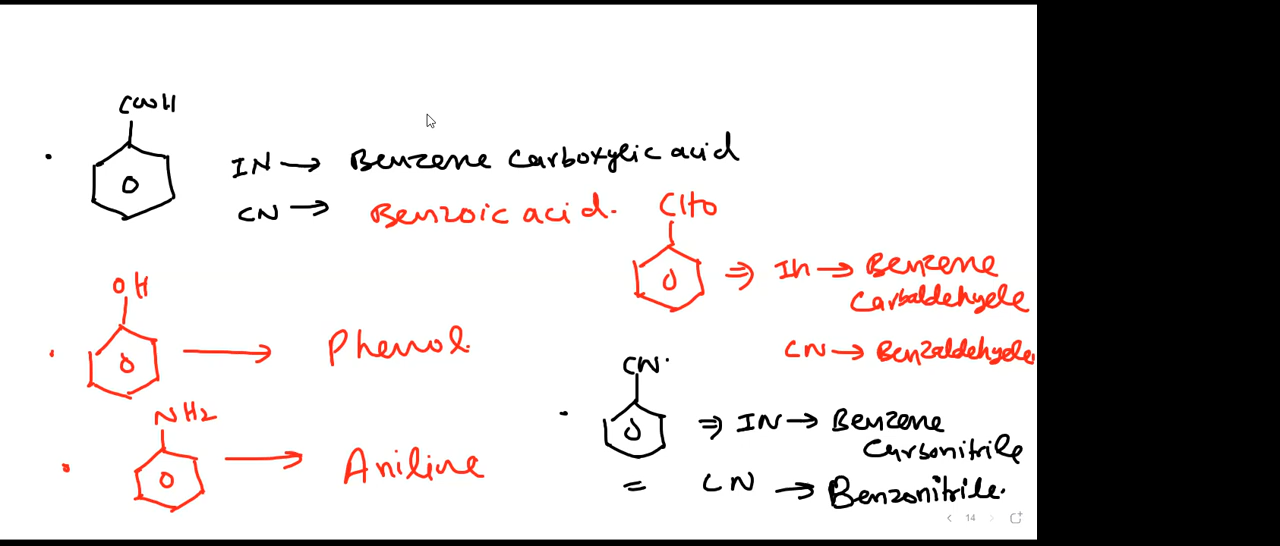 COOH
IN → Benzene Carboxylic acid
CN → Benzoic acid.
CHO
⇒ IN → Benzene
Carbaldehyde
CN → Benzaldehyde
OH
→ Phenol.
NH2
→ Aniline
CN.
⇒ IN → Benzene
Carbonitrile
= CN → Benzonitrile.
< 14 >